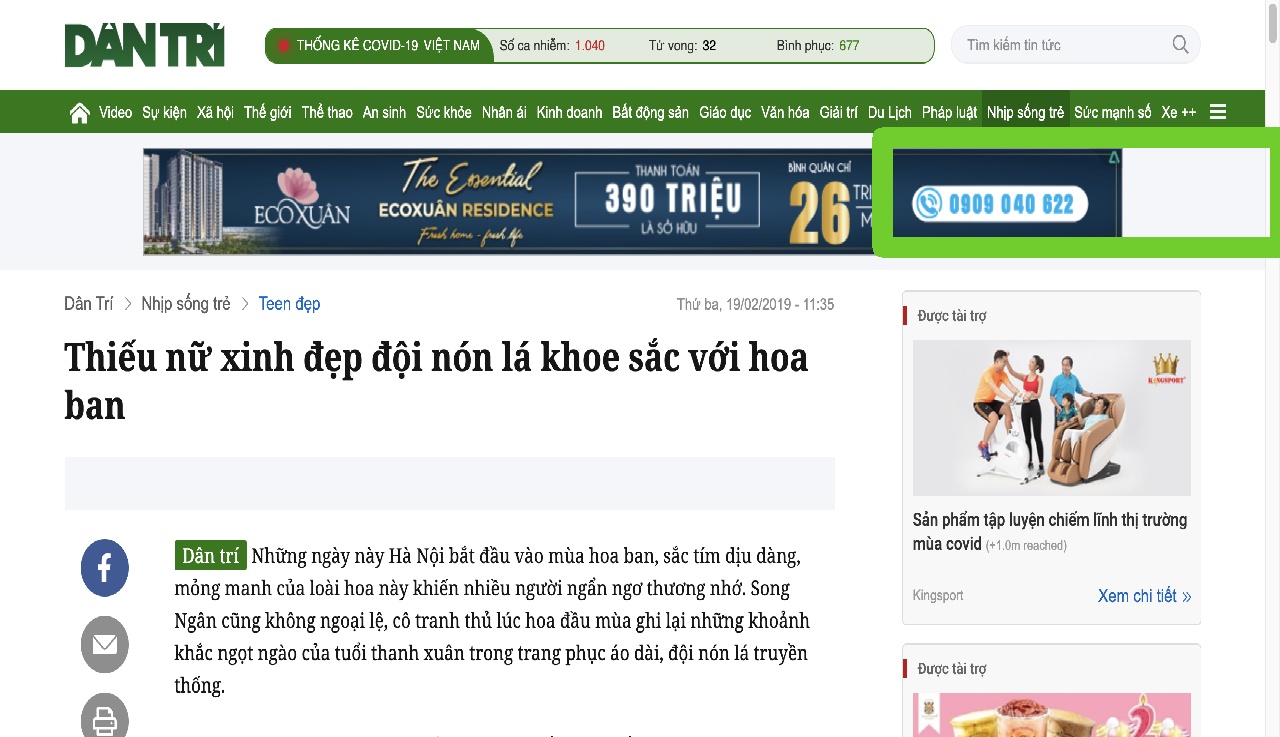 DÂN TRÍ
THỐNG KÊ COVID-19 VIỆT NAM Số ca nhiễm: 1.040 Tử vong: 32 Bình phục: 677
Tìm kiếm tin tức
Video Sự kiện Xã hội Thế giới Thể thao An sinh Sức khỏe Nhân ái Kinh doanh Bất động sản Giáo dục Văn hóa Giải trí Du Lịch Pháp luật Nhịp sống trẻ Sức mạnh số Xe ++
ECOXUÂN
The Essential
ECOXUÂN RESIDENCE
Fresh home - fresh life
THANH TOÁN
390 TRIỆU
LÀ SỞ HỮU
BÌNH QUÂN CHỈ
26 TRI
M
0909 040 622
Dân Trí Nhịp sống trẻ Teen đẹp
Thứ ba, 19/02/2019 - 11:35
Thiếu nữ xinh đẹp đội nón lá khoe sắc với hoa
ban
Dân trí Những ngày này Hà Nội bắt đầu vào mùa hoa ban, sắc tím dịu dàng,
mỏng manh của loài hoa này khiến nhiều người ngẩn ngơ thương nhớ. Song
Ngân cũng không ngoại lệ, cô tranh thủ lúc hoa đầu mùa ghi lại những khoảnh
khắc ngọt ngào của tuổi thanh xuân trong trang phục áo dài, đội nón lá truyền
thống.
Được tài trợ
KINGSPORT
Sản phẩm tập luyện chiếm lĩnh thị trường
mùa covid (+1.0m reached)
Kingsport Xem chi tiết »
Được tài trợ
2